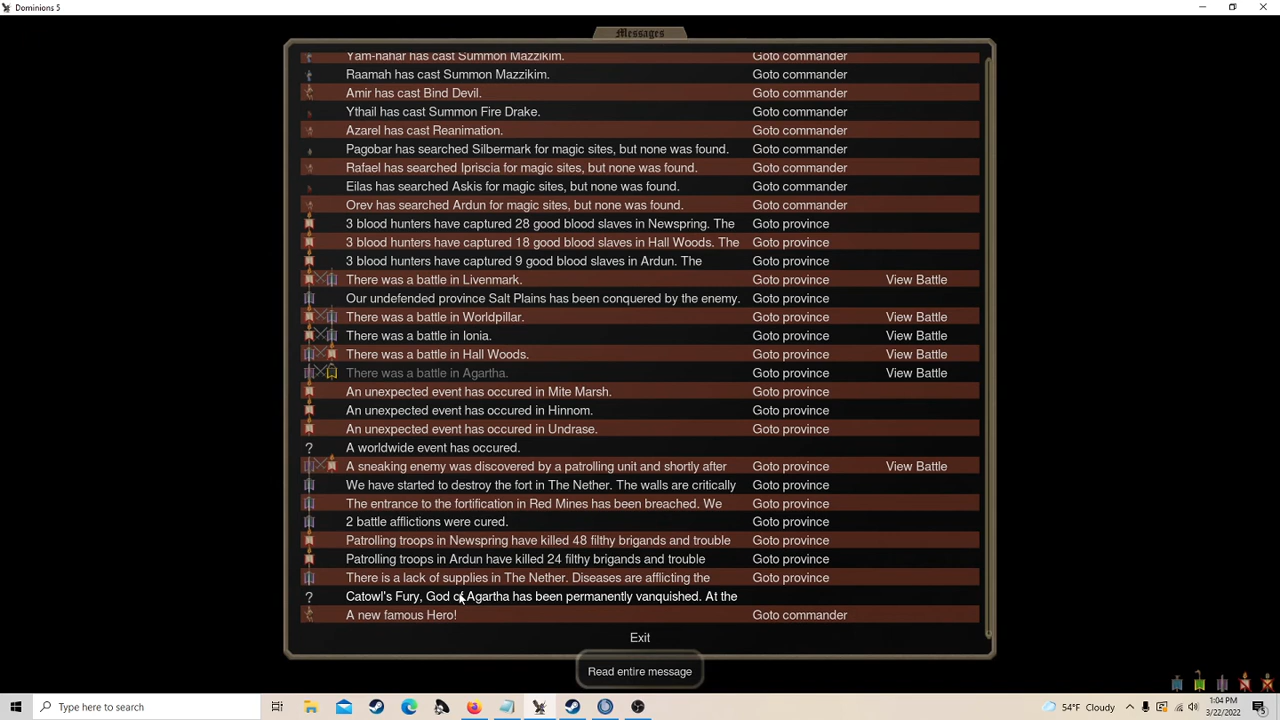 Dominions 5
Messages
Yam-nahar has cast Summon Mazzikim. Goto commander
Raamah has cast Summon Mazzikim. Goto commander
Amir has cast Bind Devil. Goto commander
Ythail has cast Summon Fire Drake. Goto commander
Azarel has cast Reanimation. Goto commander
Pagobar has searched Silbermark for magic sites, but none was found. Goto commander
Rafael has searched Ipriscia for magic sites, but none was found. Goto commander
Eilas has searched Askis for magic sites, but none was found. Goto commander
Orev has searched Ardun for magic sites, but none was found. Goto commander
3 blood hunters have captured 28 good blood slaves in Newspring. The Goto province
3 blood hunters have captured 18 good blood slaves in Hall Woods. The Goto province
3 blood hunters have captured 9 good blood slaves in Ardun. The Goto province
There was a battle in Livenmark. Goto province View Battle
Our undefended province Salt Plains has been conquered by the enemy. Goto province
There was a battle in Worldpillar. Goto province View Battle
There was a battle in Ionia. Goto province View Battle
There was a battle in Hall Woods. Goto province View Battle
There was a battle in Agartha. Goto province View Battle
An unexpected event has occured in Mite Marsh. Goto province
An unexpected event has occured in Hinnom. Goto province
An unexpected event has occured in Undrase. Goto province
? A worldwide event has occured.
A sneaking enemy was discovered by a patrolling unit and shortly after Goto province View Battle
We have started to destroy the fort in The Nether. The walls are critically Goto province
The entrance to the fortification in Red Mines has been breached. We Goto province
2 battle afflictions were cured. Goto province
Patrolling troops in Newspring have killed 48 filthy brigands and trouble Goto province
Patrolling troops in Ardun have killed 24 filthy brigands and trouble Goto province
There is a lack of supplies in The Nether. Diseases are afflicting the Goto province
? Catowl's Fury, God of Agartha has been permanently vanquished. At the
A new famous Hero! Goto commander
Exit
Read entire message
Type here to search
54°F Cloudy
1:04 PM
3/22/2022
5